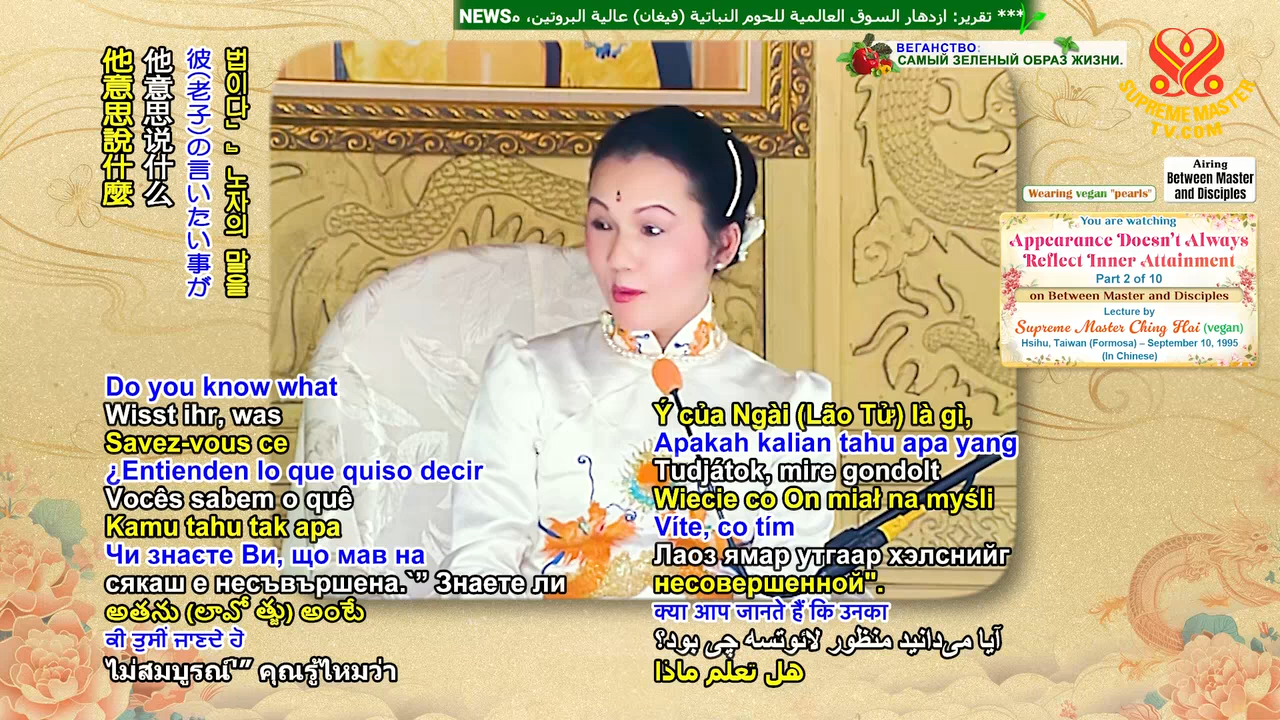 NEWS
*** تقرير: ازدهار السوق العالمية للحوم النباتية (فيغان) عالية البروتين، ه
ВЕГАНСТВО:
САМЫЙ ЗЕЛЕНЫЙ ОБРАЗ ЖИЗНИ.
SUPREME MASTER
TV.COM
Airing
Between Master
and Disciples
Wearing vegan "pearls"
You are watching
Appearance Doesn't Always
Reflect Inner Attainment
Part 2 of 10
on Between Master and Disciples
Lecture by
Supreme Master Ching Hai (vegan)
Hsihu, Taiwan (Formosa) – September 10, 1995
(In Chinese)
법이다」』 노자의 말을
彼(老子)の言いたい事が
他意思说什么
他意思說什麼
Do you know what
Wisst ihr, was
Savez-vous ce
¿Entienden lo que quiso decir
Vocês sabem o quê
Kamu tahu tak apa
Чи знаєте Ви, що мав на
сякаш е несъвършена.`” Знаете ли
అతను (లావో త్జు) అంటే
ਕੀ ਤੁਸੀਂ ਜਾਣਦੇ ਹੋ
ไม่สมบูรณ์'” คุณรู้ไหมว่า
Ý của Ngài (Lão Tử) là gì,
Apakah kalian tahu apa yang
Tudjátok, mire gondolt
Wiecie co On miał na myśli
Víte, co tím
Лаоз ямар утгаар хэлснийг
несовершенной".
क्या आप जानते हैं कि उनका
آیا می‌دانید منظور لائوتسه چی بود؟
هل تعلم ماذا